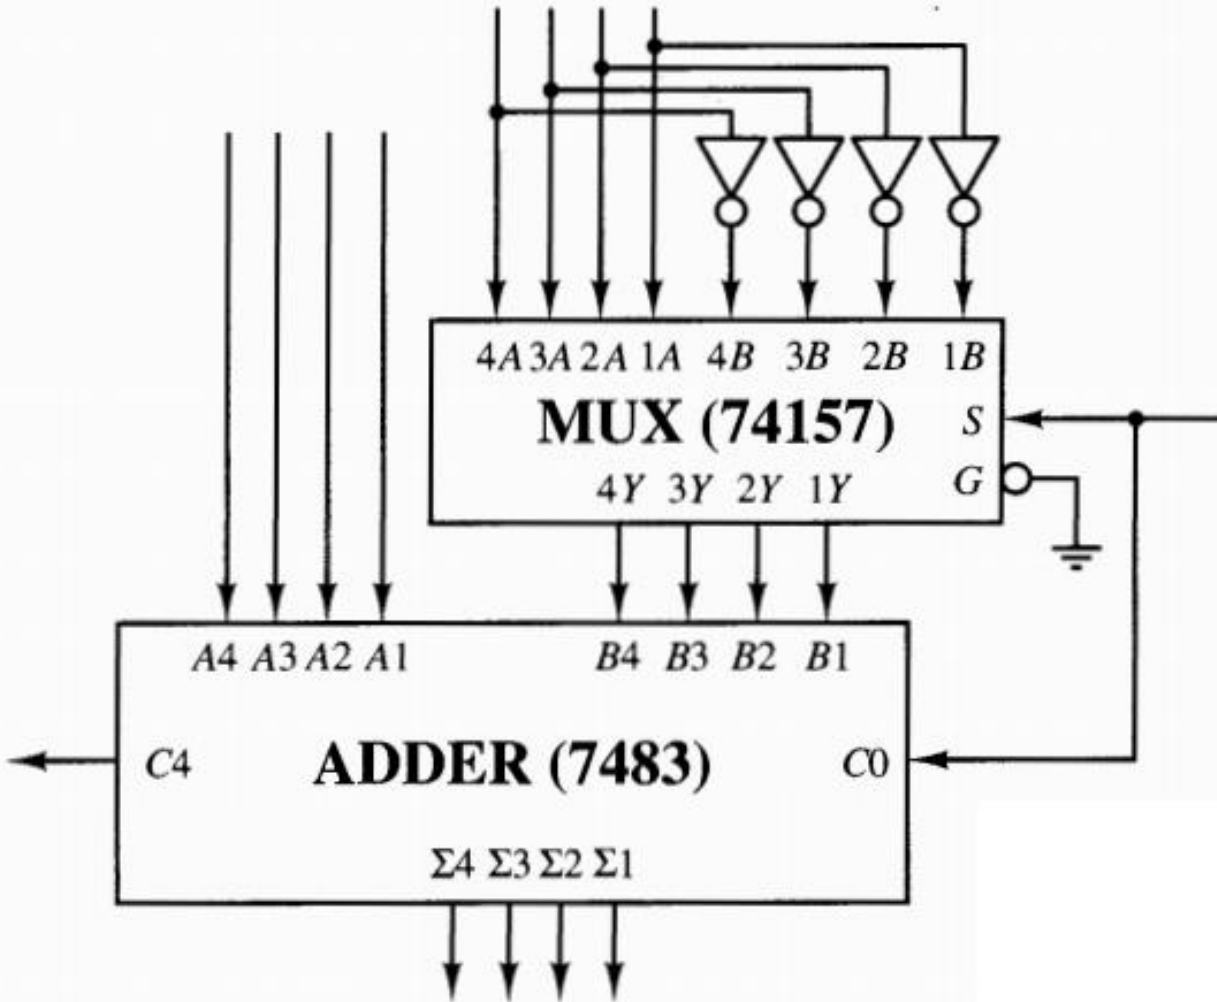 4A 3A 2A 1A 4B 3B 2B 1B
MUX (74157) S
4Y 3Y 2Y 1Y G
A4 A3 A2 A1 B4 B3 B2 B1
C4 ADDER (7483) C0
Σ4 Σ3 Σ2 Σ1